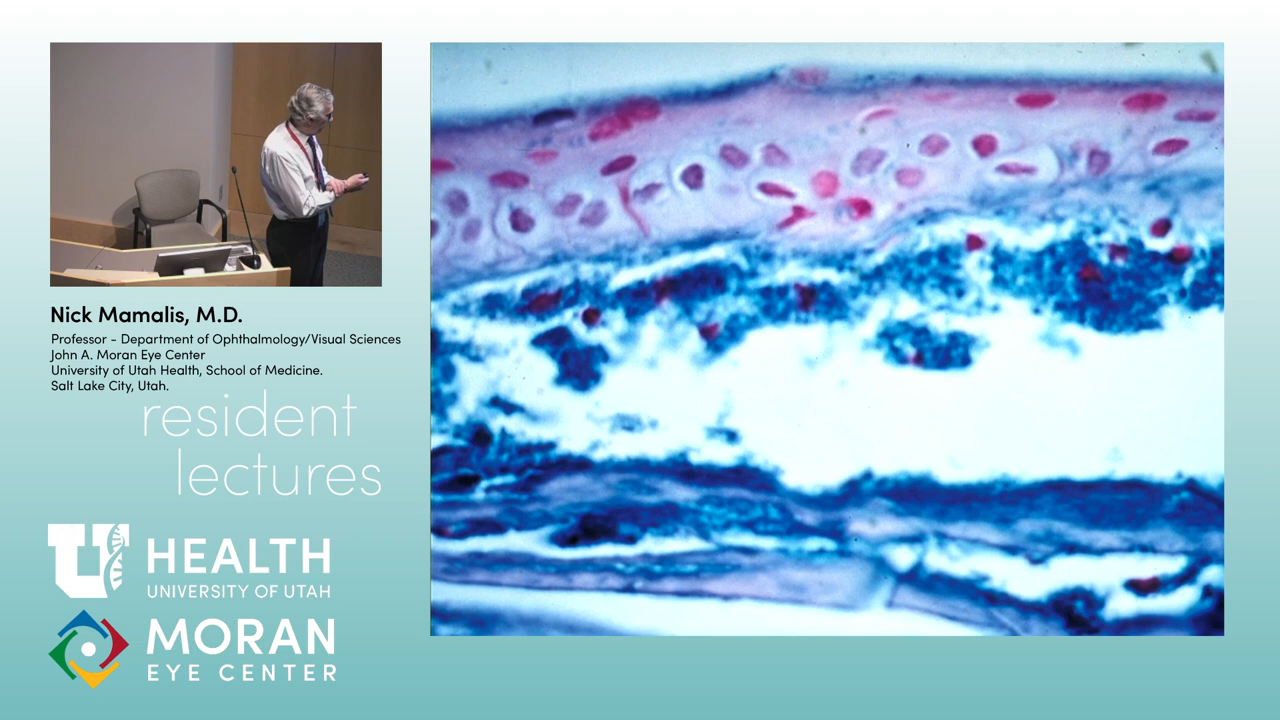 Nick Mamalis, M.D.
Professor - Department of Ophthalmology/Visual Sciences
John A. Moran Eye Center
University of Utah Health, School of Medicine.
Salt Lake City, Utah.
resident
lectures
U
HEALTH
UNIVERSITY OF UTAH
MORAN
EYE CENTER